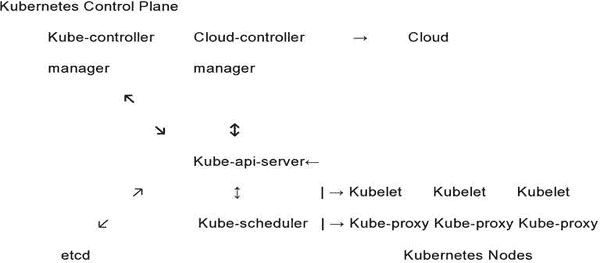 Kubernetes Control Plane
Kube-controller Cloud-controller → Cloud
manager manager
↖
↘ ↕
Kube-api-server←
↗ ↕ | → Kubelet Kubelet Kubelet
↙ Kube-scheduler | → Kube-proxy Kube-proxy Kube-proxy
etcd Kubernetes Nodes